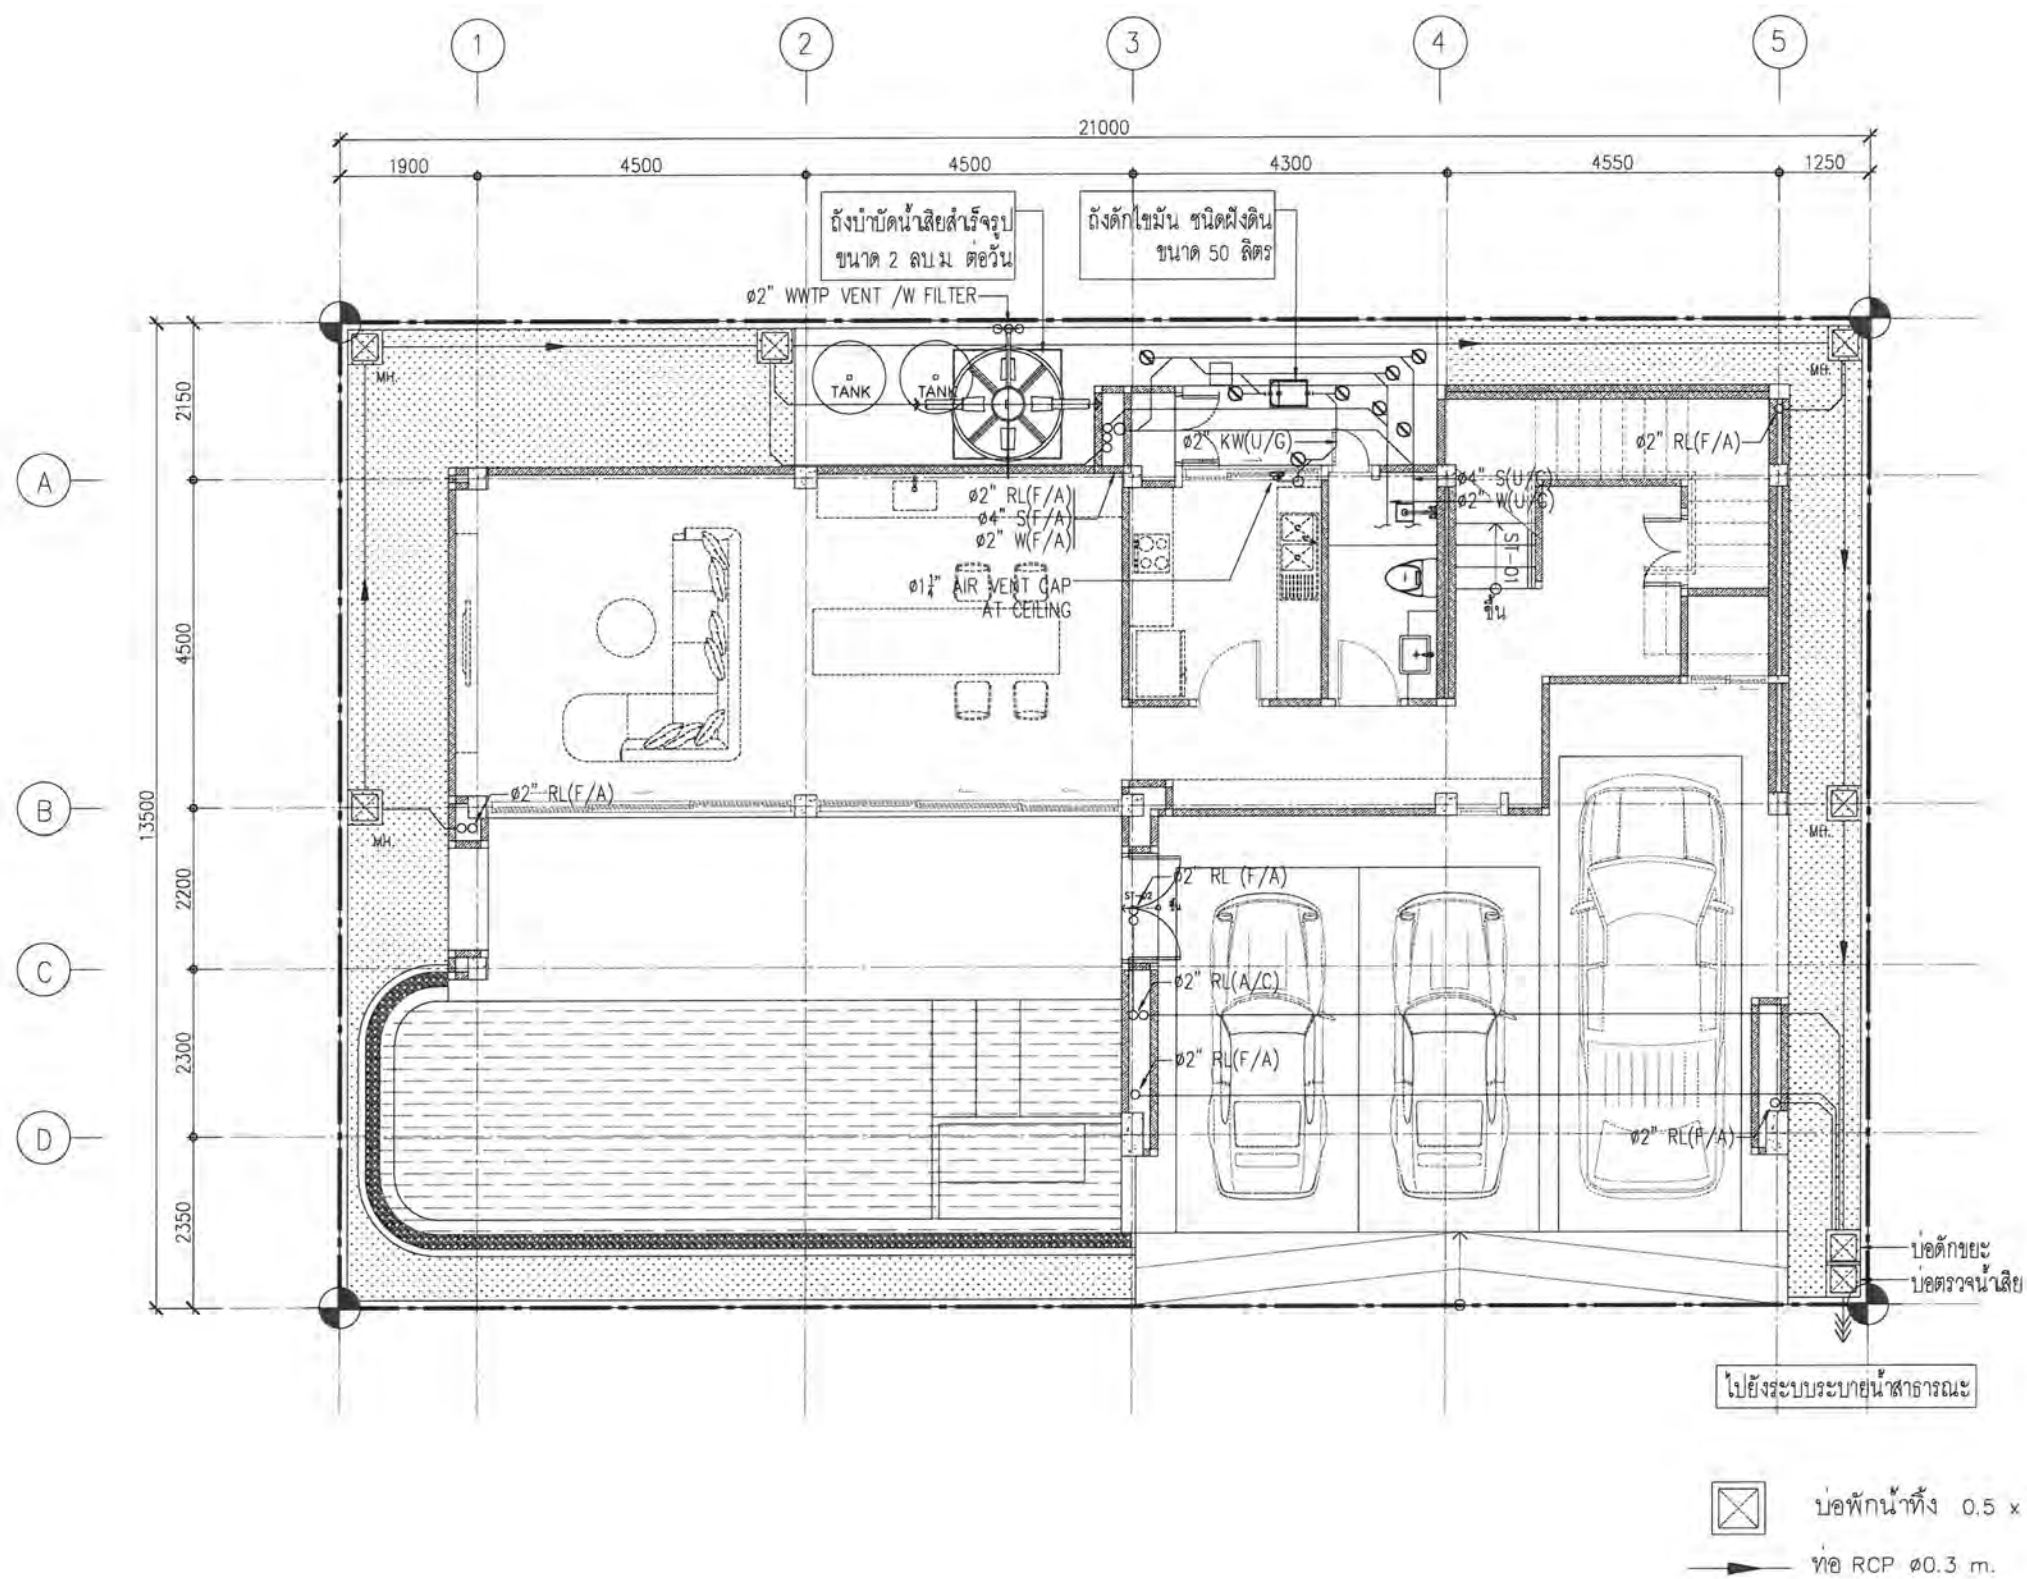 1 2 3 4 5
21000
1900 4500 4500 4300 4550 1250
ถังบำบัดน้ำเสียสำเร็จรูป
ขนาด 2 ลบ.ม. ต่อวัน
ถังดักไขมัน ชนิดฝังดิน
ขนาด 50 ลิตร
ø2" WWTP VENT /W FILTER
MH.
TANK
TANK
MH.
2150
ø2" KW(U/G)
ø2" RL(F/A)
A
ø2" RL(F/A)
ø4" S(F/A)
ø2" W(F/A)
ø4" S(U/G)
ø2" W(U/G)
ST-01
ขึ้น
ø1¼" AIR VENT CAP
AT CEILING
4500
13500
B
ø2" RL(F/A)
MH.
MH.
2200
ø2" RL (F/A)
ST-02
ขึ้น
C
ø2" RL(A/C)
2300
ø2" RL(F/A)
D
ø2" RL(F/A)
2350
บ่อดักขยะ
บ่อตรวจน้ำเสีย
ไปยังระบบระบายน้ำสาธารณะ
บ่อพักน้ำทิ้ง 0.5 x
ท่อ RCP ø0.3 m.